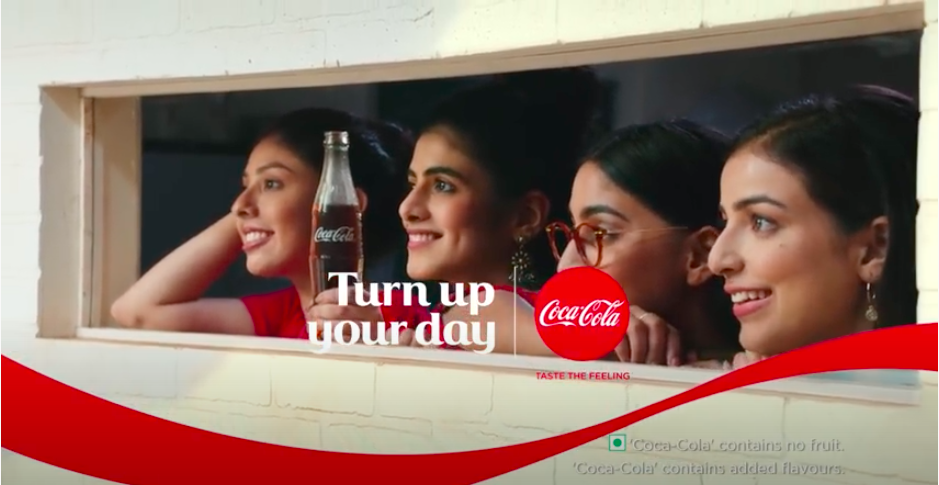 Coca-Cola
Turn up
your day
Coca-Cola
TASTE THE FEELING
'Coca-Cola' contains no fruit.
'Coca-Cola' contains added flavours.